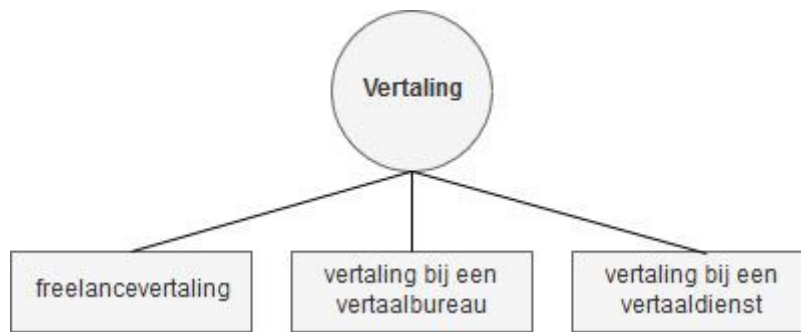 Vertaling
freelancevertaling
vertaling bij een
vertaalbureau
vertaling bij een
vertaaldienst